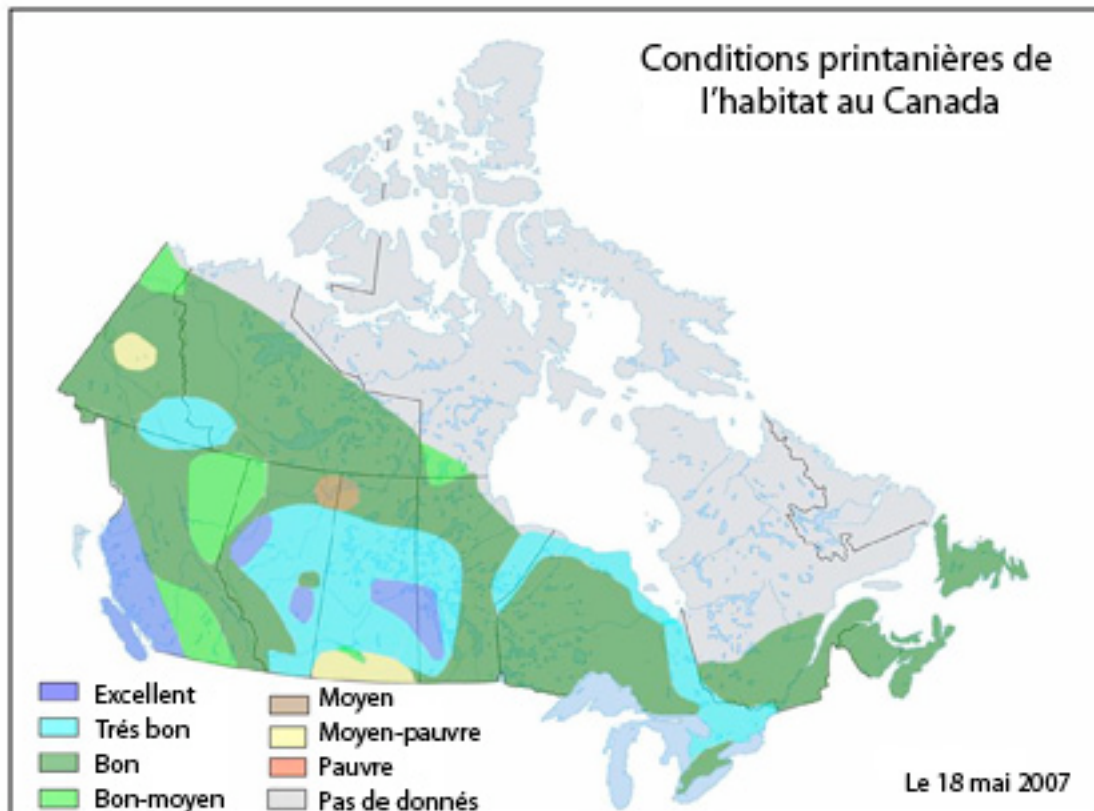 Conditions printanières de
l'habitat au Canada
Excellent
Trés bon
Bon
Bon-moyen
Moyen
Moyen-pauvre
Pauvre
Pas de donnés
Le 18 mai 2007